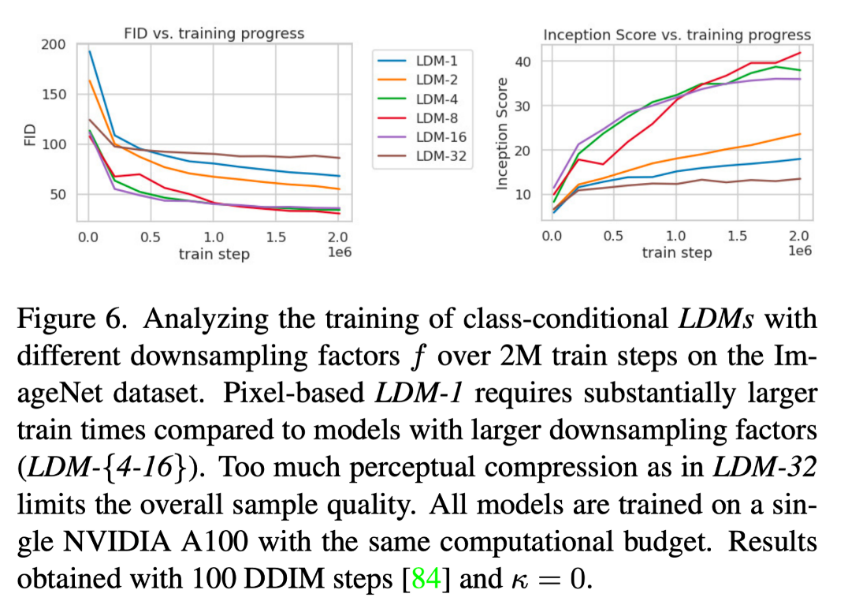 FID vs. training progress
200
150
100
50
FID
0.0 0.5 1.0 1.5 2.0
1e6
train step
LDM-1
LDM-2
LDM-4
LDM-8
LDM-16
LDM-32
Inception Score vs. training progress
40
30
20
10
Inception Score
0.0 0.5 1.0 1.5 2.0
1e6
train step
Figure 6. Analyzing the training of class-conditional LDMs with
different downsampling factors f over 2M train steps on the Im-
ageNet dataset. Pixel-based LDM-1 requires substantially larger
train times compared to models with larger downsampling factors
(LDM-{4-16}). Too much perceptual compression as in LDM-32
limits the overall sample quality. All models are trained on a sin-
gle NVIDIA A100 with the same computational budget. Results
obtained with 100 DDIM steps [84] and κ = 0.